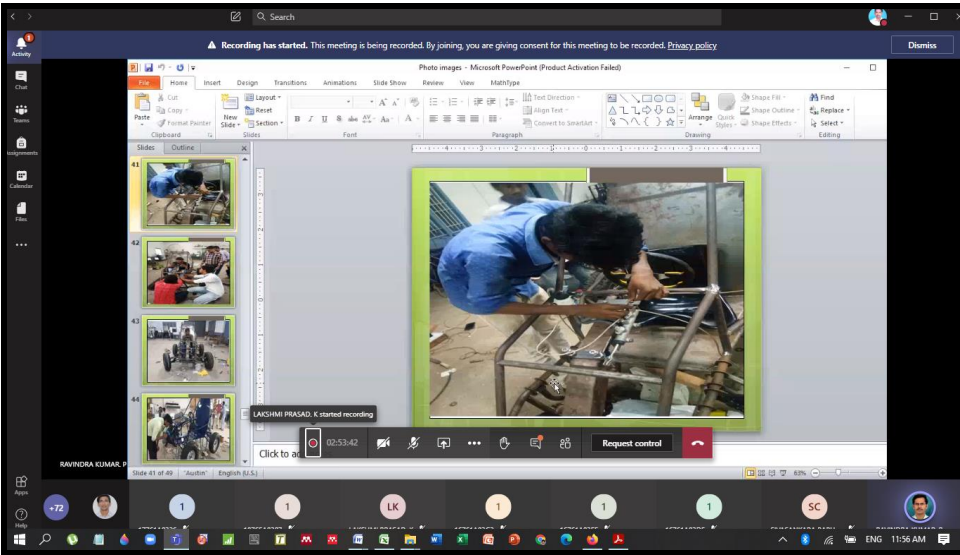 Search
Activity
1
Recording has started. This meeting is being recorded. By joining, you are giving consent for this meeting to be recorded. Privacy policy
Dismiss
Chat
Teams
Assignments
Calendar
Files
Photo images - Microsoft PowerPoint (Product Activation Failed)
File Home Insert Design Transitions Animations Slide Show Review View MathType
Cut
Copy
Format Painter
Paste
Clipboard
New Slide
Layout
Reset
Section
Slides
Font
Text Direction
Align Text
Convert to SmartArt
Paragraph
Arrange
Quick Styles
Shape Fill
Shape Outline
Shape Effects
Drawing
Find
Replace
Select
Editing
Slides Outline
41
42
43
44
LAKSHMI PRASAD. K started recording
02:53:42
Request control
Click to ad
RAVINDRA KUMAR. P
Slide 41 of 49 "Austin" English (U.S.)
63%
Apps
Help
+72
1
1
LK
1
1
1
SC
ENG 11:56 AM